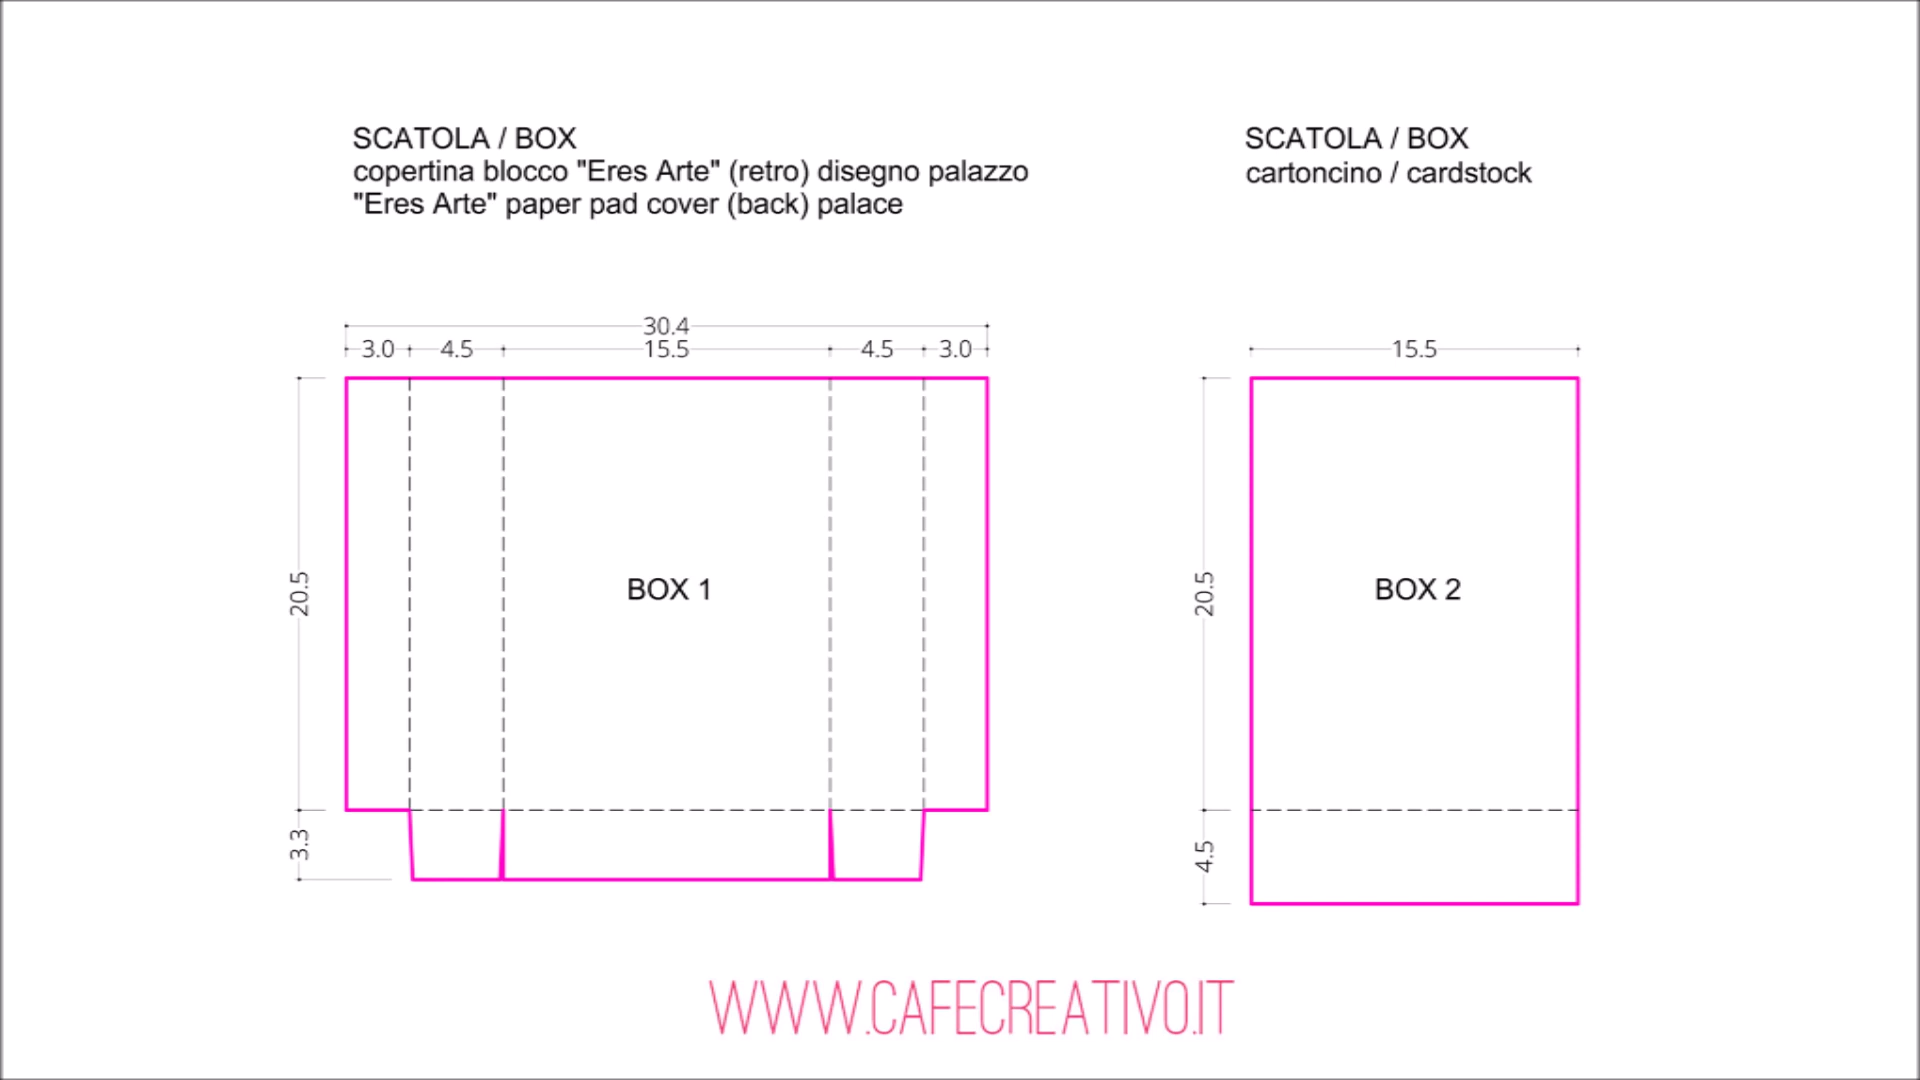 SCATOLA / BOX
copertina blocco "Eres Arte" (retro) disegno palazzo
"Eres Arte" paper pad cover (back) palace
SCATOLA / BOX
cartoncino / cardstock
30.4
3.0 4.5 15.5 4.5 3.0
15.5
20.5
BOX 1
3.3
20.5
BOX 2
4.5
WWW.CAFECREATIVO.IT